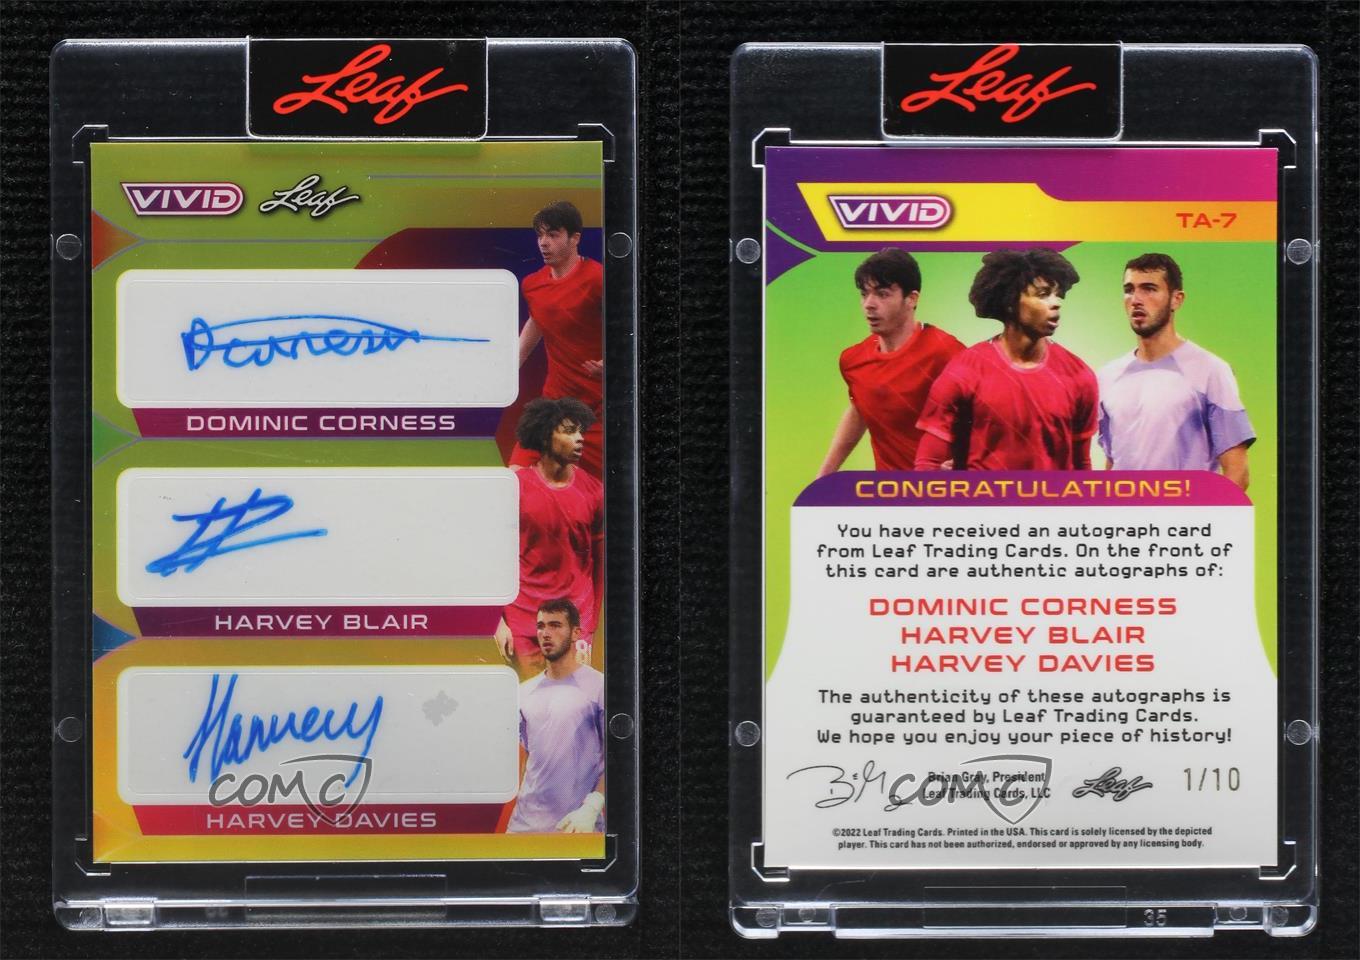 Leaf
VIVID Leaf
Dcorness
DOMINIC CORNESS
HARVEY BLAIR
Harvey
COMC
HARVEY DAVIES
80
Leaf
VIVID
TA-7
CONGRATULATIONS!
You have received an autograph card
from Leaf Trading Cards. On the front of
this card are authentic autographs of:
DOMINIC CORNESS
HARVEY BLAIR
HARVEY DAVIES
The authenticity of these autographs is
guaranteed by Leaf Trading Cards.
We hope you enjoy your piece of history!
Brian Gray, President
Leaf Trading Cards, LLC
COMC
Leaf
1/10
©2022 Leaf Trading Cards. Printed in the USA. This card is solely licensed by the depicted
player. This card has not been authorized, endorsed or approved by any licensing body.
35